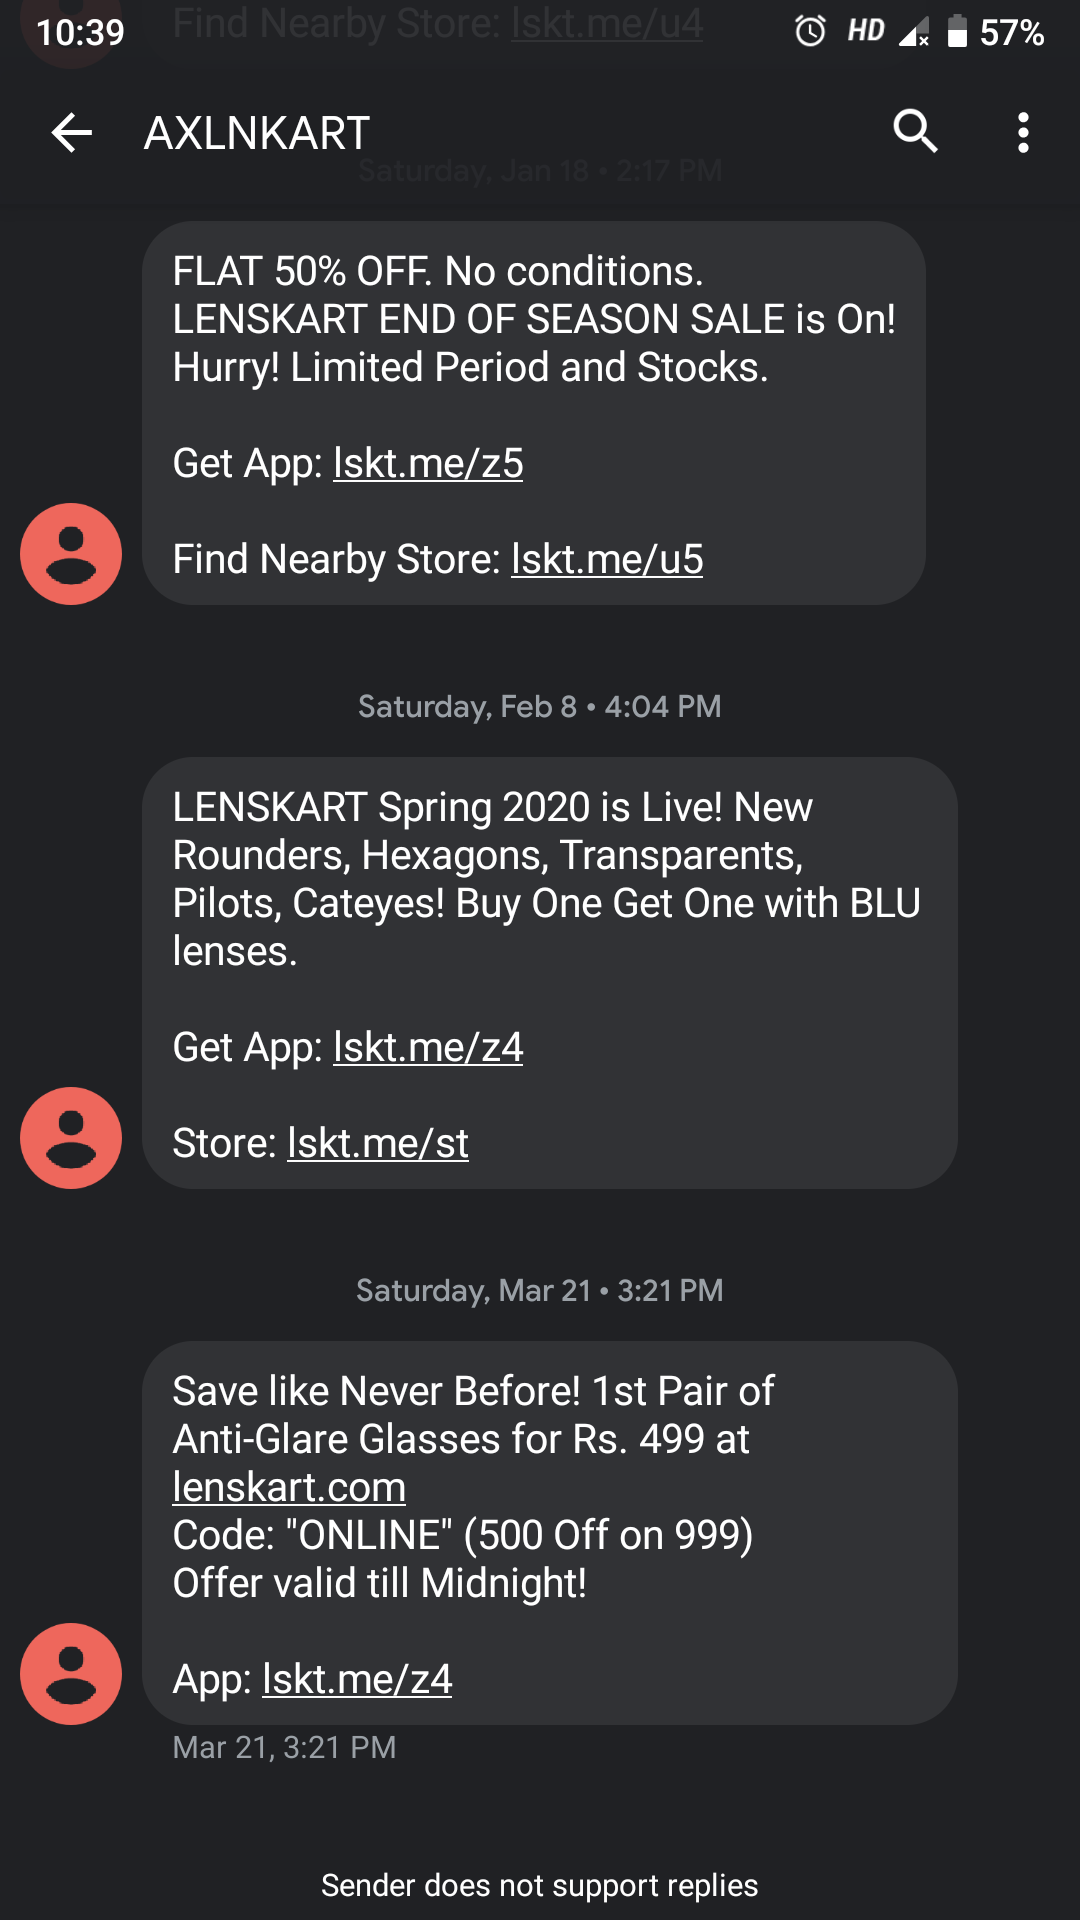 Find Nearby Store: lskt.me/u4
10:39
HD
57%
AXLNKART
Saturday, Jan 18 • 2:17 PM
FLAT 50% OFF. No conditions.
LENSKART END OF SEASON SALE is On!
Hurry! Limited Period and Stocks.
Get App: lskt.me/z5
Find Nearby Store: lskt.me/u5
Saturday, Feb 8 • 4:04 PM
LENSKART Spring 2020 is Live! New
Rounders, Hexagons, Transparents,
Pilots, Cateyes! Buy One Get One with BLU
lenses.
Get App: lskt.me/z4
Store: lskt.me/st
Saturday, Mar 21 • 3:21 PM
Save like Never Before! 1st Pair of
Anti-Glare Glasses for Rs. 499 at
lenskart.com
Code: "ONLINE" (500 Off on 999)
Offer valid till Midnight!
App: lskt.me/z4
Mar 21, 3:21 PM
Sender does not support replies